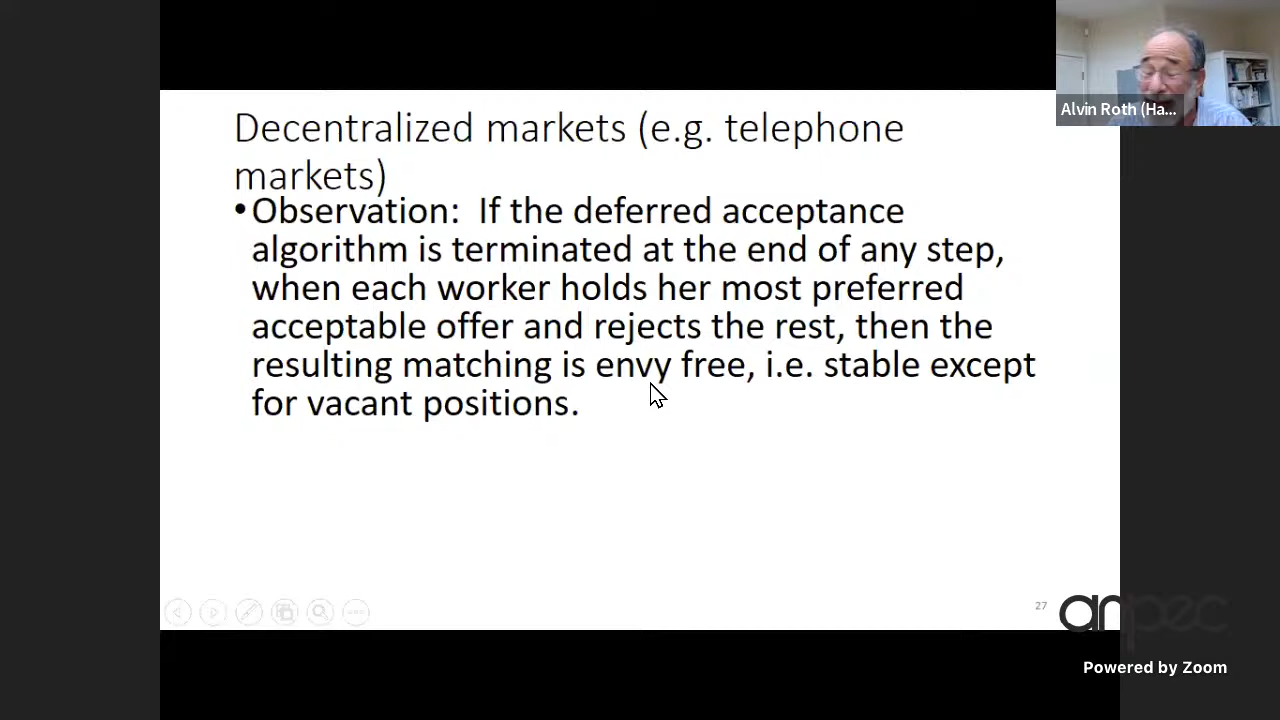 Alvin Roth (Ha...
Decentralized markets (e.g. telephone
markets)
•Observation:  If the deferred acceptance
algorithm is terminated at the end of any step,
when each worker holds her most preferred
acceptable offer and rejects the rest, then the
resulting matching is envy free, i.e. stable except
for vacant positions.
27
anpec
Powered by Zoom